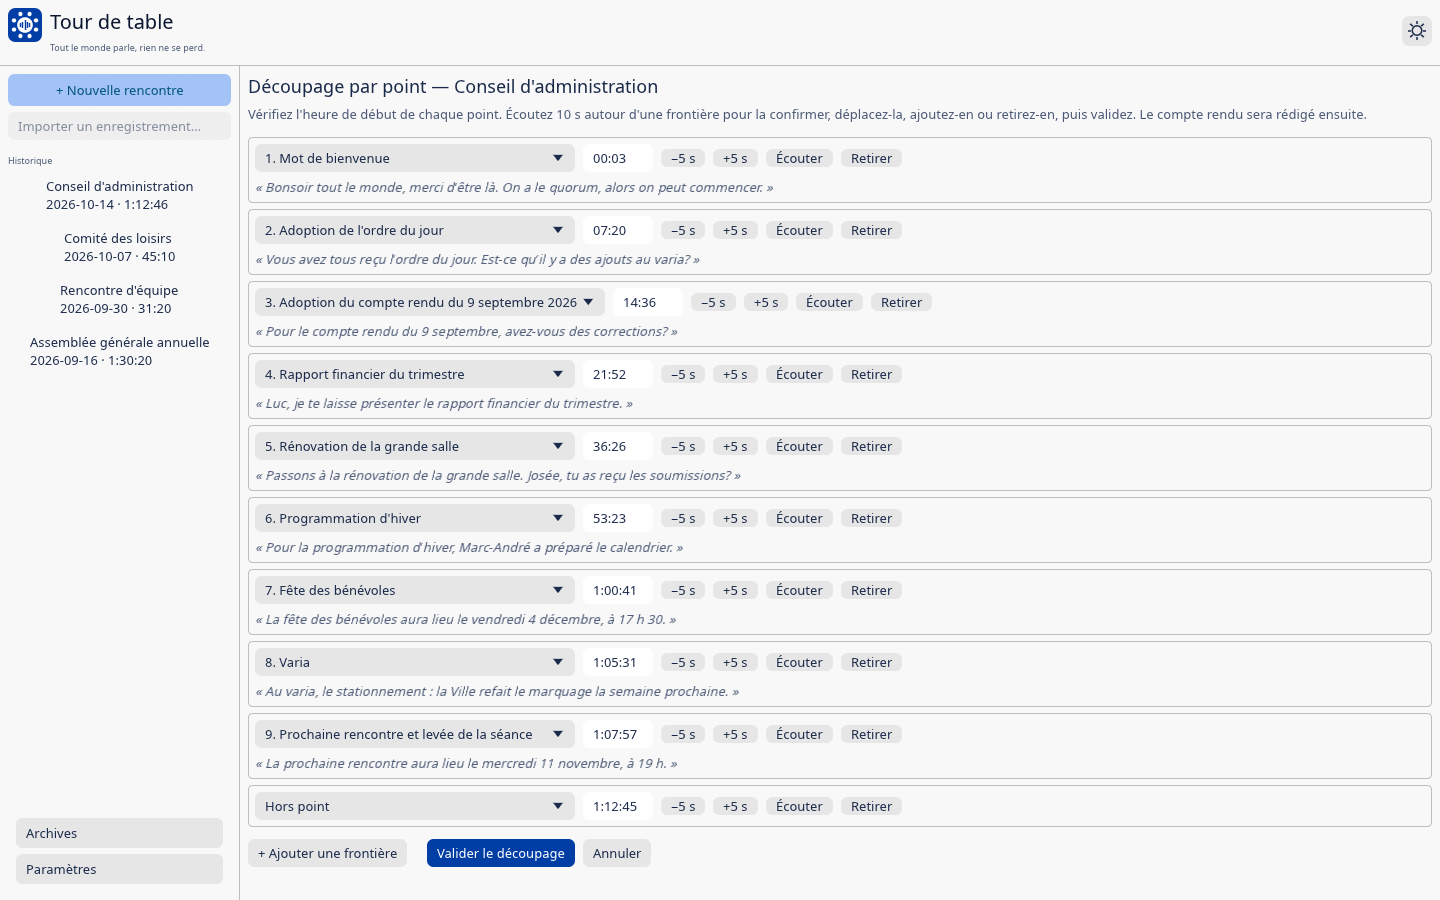 Tour de table
Tout le monde parle, rien ne se perd.
+ Nouvelle rencontre
Importer un enregistrement…
Historique
Conseil d'administration
2026-10-14 · 1:12:46
Comité des loisirs
2026-10-07 · 45:10
Rencontre d'équipe
2026-09-30 · 31:20
Assemblée générale annuelle
2026-09-16 · 1:30:20
Archives
Paramètres
Découpage par point — Conseil d'administration
Vérifiez l'heure de début de chaque point. Écoutez 10 s autour d'une frontière pour la confirmer, déplacez-la, ajoutez-en ou retirez-en, puis validez. Le compte rendu sera rédigé ensuite.
1. Mot de bienvenue 00:03 −5 s +5 s Écouter Retirer
« Bonsoir tout le monde, merci d'être là. On a le quorum, alors on peut commencer. »
2. Adoption de l'ordre du jour 07:20 −5 s +5 s Écouter Retirer
« Vous avez tous reçu l'ordre du jour. Est-ce qu'il y a des ajouts au varia? »
3. Adoption du compte rendu du 9 septembre 2026 14:36 −5 s +5 s Écouter Retirer
« Pour le compte rendu du 9 septembre, avez-vous des corrections? »
4. Rapport financier du trimestre 21:52 −5 s +5 s Écouter Retirer
« Luc, je te laisse présenter le rapport financier du trimestre. »
5. Rénovation de la grande salle 36:26 −5 s +5 s Écouter Retirer
« Passons à la rénovation de la grande salle. Josée, tu as reçu les soumissions? »
6. Programmation d'hiver 53:23 −5 s +5 s Écouter Retirer
« Pour la programmation d'hiver, Marc-André a préparé le calendrier. »
7. Fête des bénévoles 1:00:41 −5 s +5 s Écouter Retirer
« La fête des bénévoles aura lieu le vendredi 4 décembre, à 17 h 30. »
8. Varia 1:05:31 −5 s +5 s Écouter Retirer
« Au varia, le stationnement : la Ville refait le marquage la semaine prochaine. »
9. Prochaine rencontre et levée de la séance 1:07:57 −5 s +5 s Écouter Retirer
« La prochaine rencontre aura lieu le mercredi 11 novembre, à 19 h. »
Hors point 1:12:45 −5 s +5 s Écouter Retirer
+ Ajouter une frontière Valider le découpage Annuler